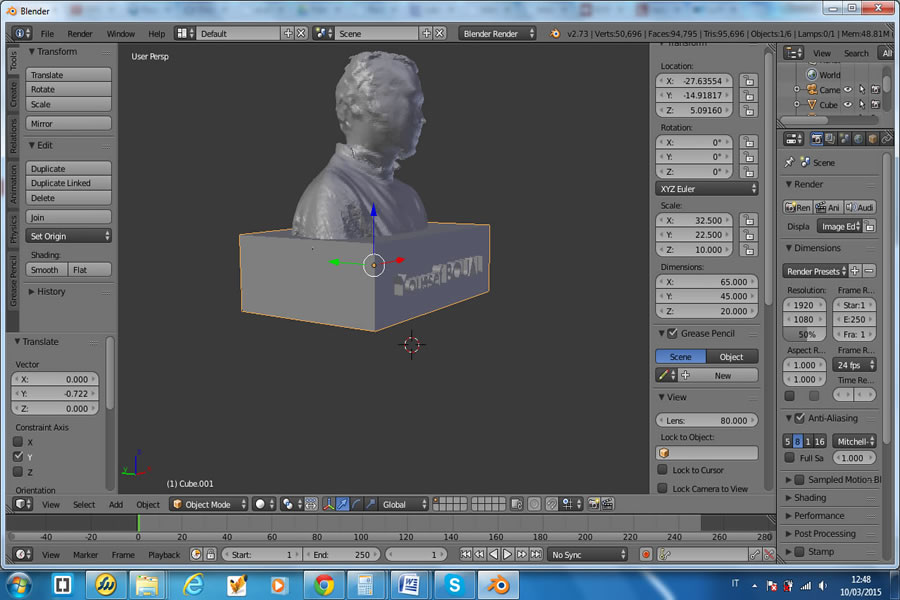 Blender
File Render Window Help Default Scene Blender Render v2.73 | Verts:50,696 | Faces:94,795 | Tris:95,696 | Objects:1/6 | Lamps:0/1 | Mem:48.81M
Tools
Create
Relations
Animation
Physics
Grease Pencil
Transform
Translate
Rotate
Scale
Mirror
Edit
Duplicate
Duplicate Linked
Delete
Join
Set Origin
Shading:
Smooth Flat
History
Translate
Vector
X: 0.000
Y: -0.722
Z: 0.000
Constraint Axis
X
Y
Z
Orientation
User Persp
(1) Cube.001
Transform
Location:
X: -27.63554
Y: -14.91817
Z: 5.09160
Rotation:
X: 0°
Y: 0°
Z: 0°
XYZ Euler
Scale:
X: 32.500
Y: 22.500
Z: 10.000
Dimensions:
X: 65.000
Y: 45.000
Z: 20.000
Grease Pencil
Scene Object
New
View
Lens: 80.000
Lock to Object:
Lock to Cursor
Lock Camera to View
View Search All
World
Came
Cube
Scene
Render
Ren Ani Audi
Displa Image Ed
Dimensions
Render Presets
Resolution: Frame R...
1920 Star:1
1080 E:250
50% Fra: 1
Aspect R... Frame R...
1.000 24 fps
1.000 Time Re...
Anti-Aliasing
5 8 1 16 Mitchell-
Full Sa 1.000
Sampled Motion Bl
Shading
Performance
Post Processing
Stamp
View Select Add Object Object Mode Global
-40 -20 0 20 40 60 80 100 120 140 160 180 200 220 240 260 280
View Marker Frame Playback Start: 1 End: 250 1 No Sync
IT 12:48
10/03/2015